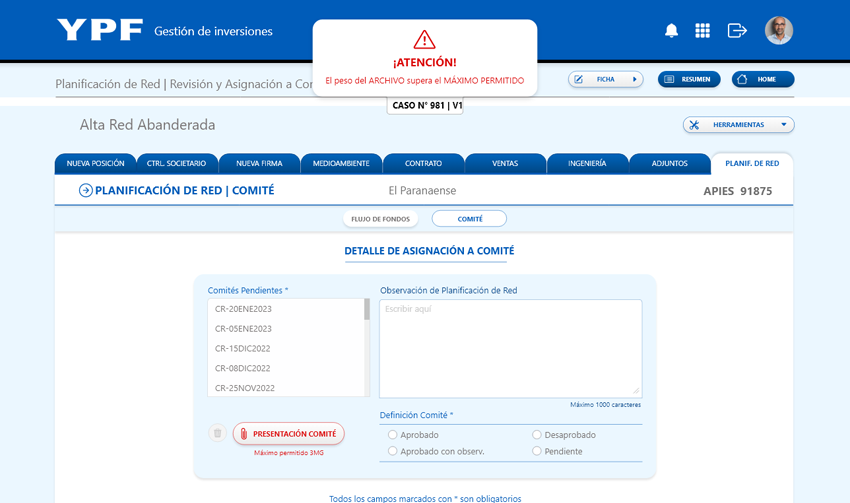 YPF Gestión de inversiones
¡ATENCIÓN!
El peso del ARCHIVO supera el MÁXIMO PERMITIDO
Planificación de Red | Revisión y Asignación a
FICHA RESUMEN HOME
CASO N° 981 | V1
Alta Red Abanderada
HERRAMIENTAS
NUEVA POSICIÓN CTRL. SOCIETARIO NUEVA FIRMA MEDIOAMBIENTE CONTRATO VENTAS INGENIERÍA ADJUNTOS PLANIF. DE RED
PLANIFICACIÓN DE RED | COMITÉ El Paranaense APIES 91875
FLUJO DE FONDOS COMITÉ
DETALLE DE ASIGNACIÓN A COMITÉ
Comités Pendientes *
CR-20ENE2023
CR-05ENE2023
CR-15DIC2022
CR-08DIC2022
CR-25NOV2022
PRESENTACIÓN COMITÉ
Máximo permitido 3MG
Observación de Planificación de Red
Escribir aquí
Máximo 1000 caracteres
Definición Comité *
Aprobado Desaprobado
Aprobado con observ. Pendiente
Todos los campos marcados con * son obligatorios